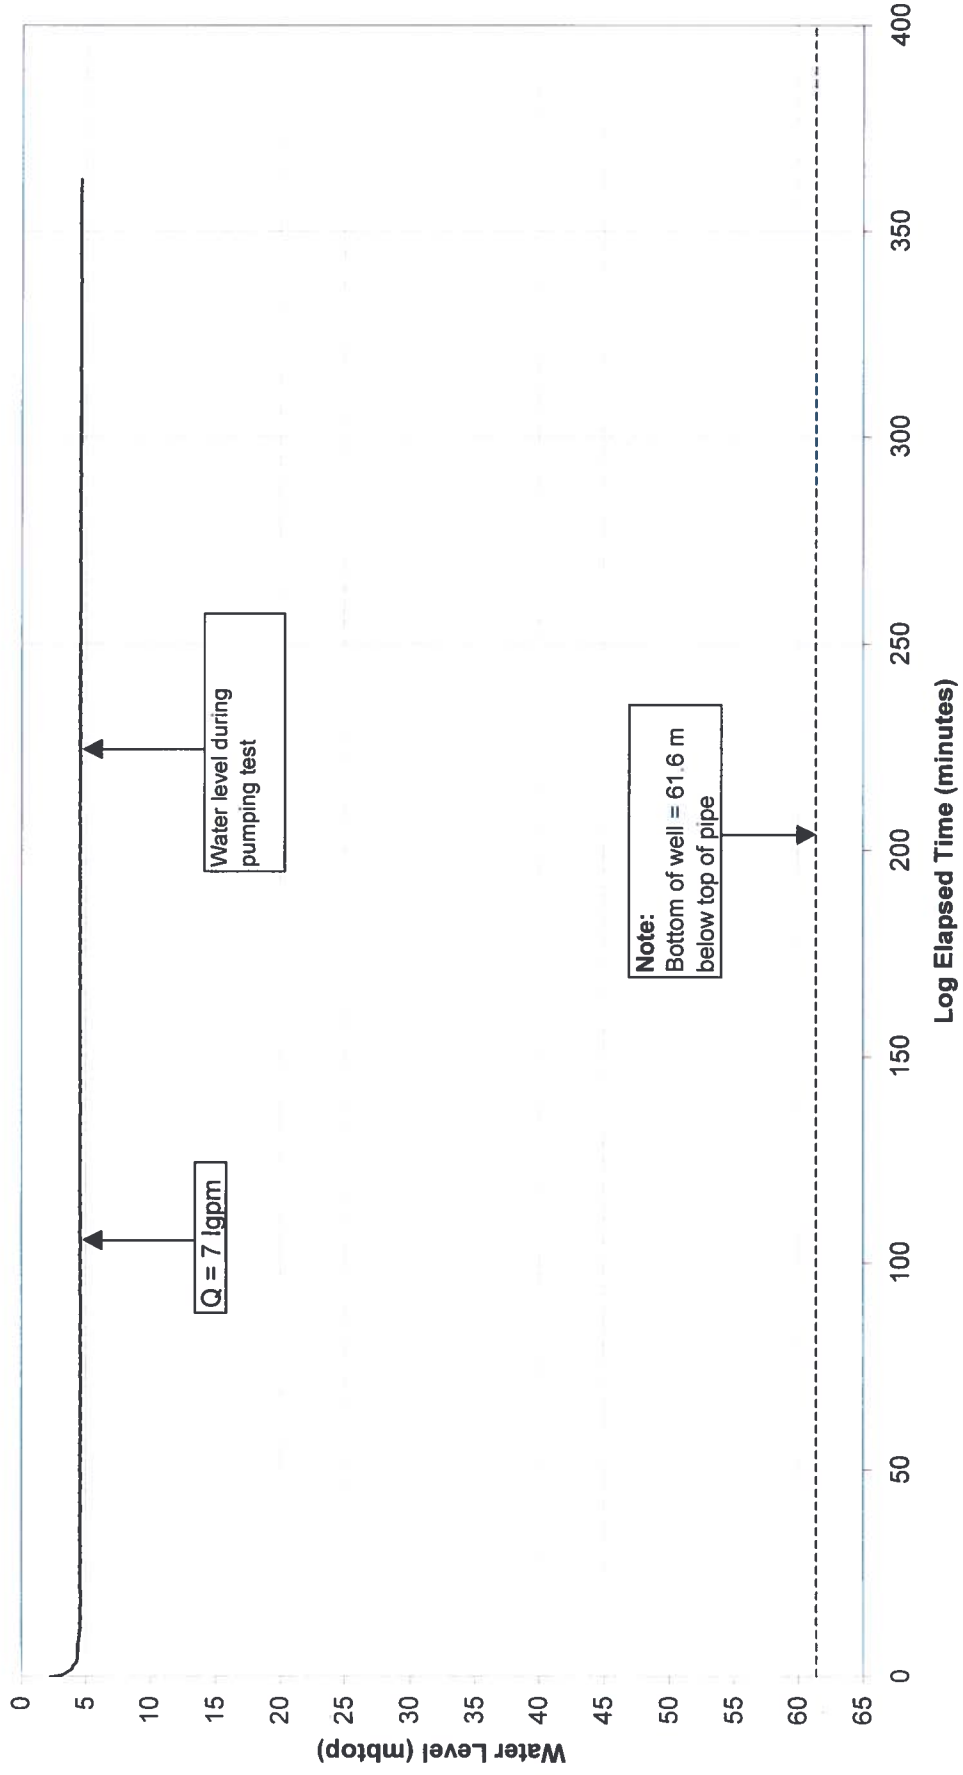 Water Level (mbtop)
0
5
10
15
20
25
30
35
40
45
50
55
60
65
Q = 7 Igpm
Water level during
pumping test
Note:
Bottom of well = 61.6 m
below top of pipe
0
50
100
150
200
250
300
350
400
Log Elapsed Time (minutes)